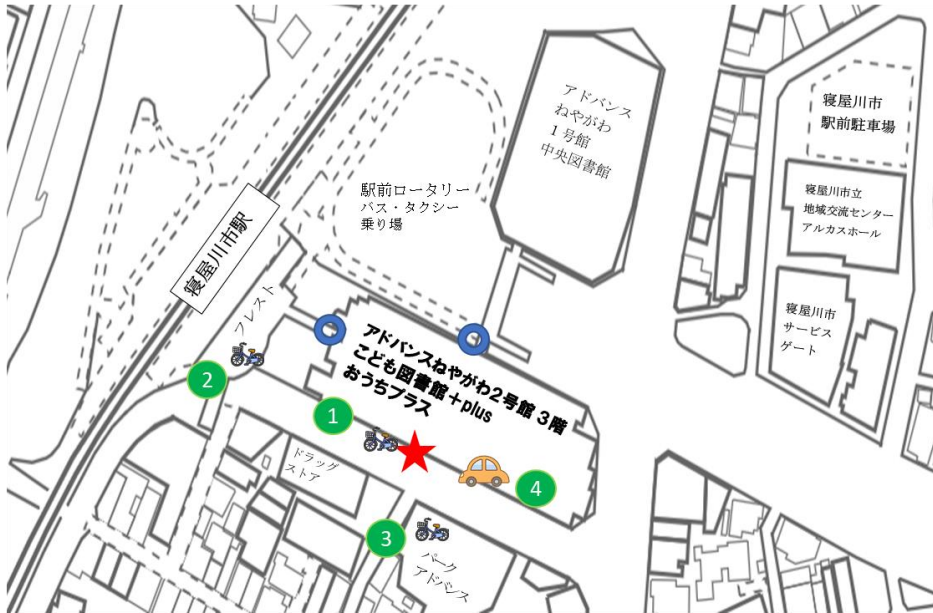 アドバンス
ねやがわ
1号館
中央図書館
寝屋川市
駅前駐車場
駅前ロータリー
バス・タクシー
乗り場
寝屋川市立
地域交流センター
アルカスホール
寝屋川市駅
フレスト
寝屋川市
サービス
ゲート
アドバンスねやがわ2号館 3階
こども図書館+plus
おうちプラス
2
1
ドラッグ
ストア
4
3
パーク
アドバンス